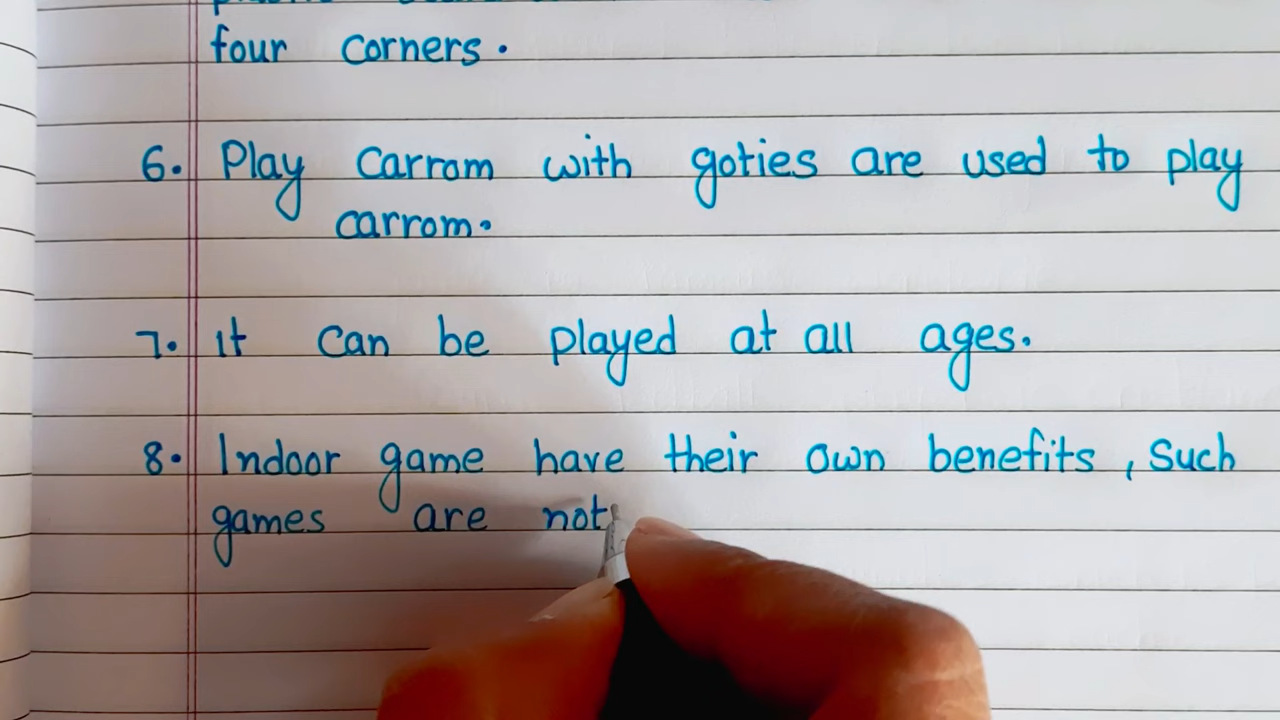 four corners.
6. Play carrom with goties are used to play
carrom.
7. It can be played at all ages.
8. Indoor game have their own benefits, Such
games are not